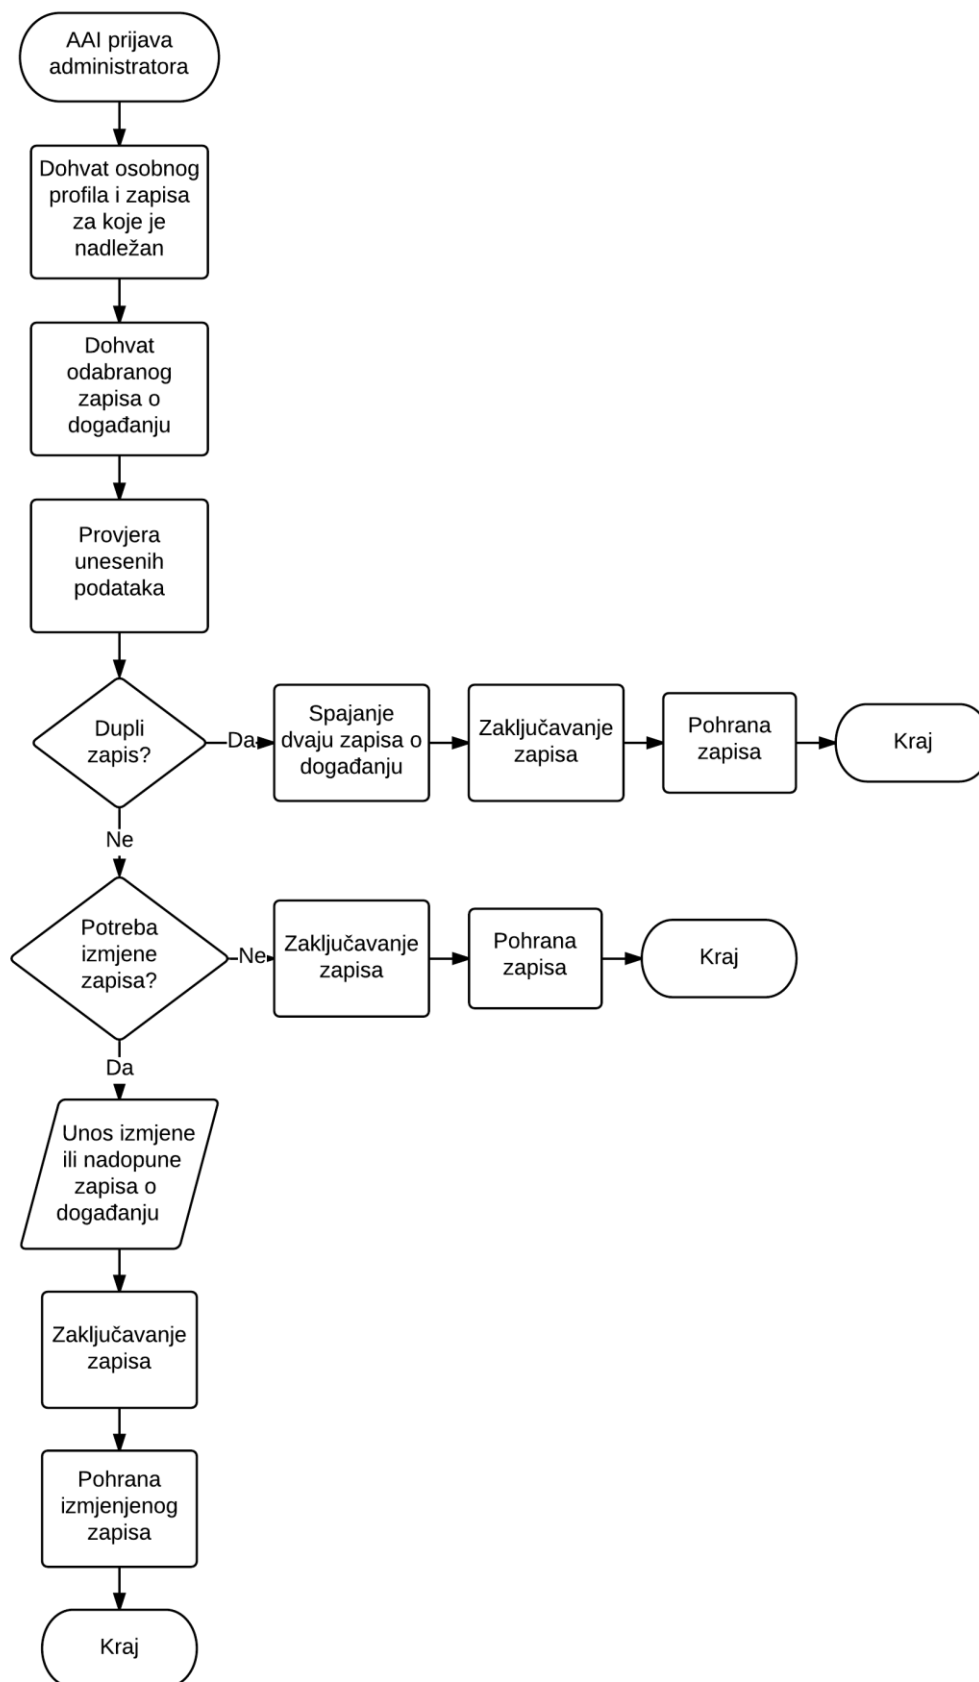 AAI prijava
administratora
Dohvat osobnog
profila i zapisa
za koje je
nadležan
Dohvat
odabranog
zapisa o
događanju
Provjera
unesenih
podataka
Dupli
zapis?
Da
Spajanje
dvaju zapisa o
događanju
Zaključavanje
zapisa
Pohrana
zapisa
Kraj
Ne
Potreba
izmjene
zapisa?
Ne
Zaključavanje
zapisa
Pohrana
zapisa
Kraj
Da
Unos izmjene
ili nadopune
zapisa o
događanju
Zaključavanje
zapisa
Pohrana
izmjenjenog
zapisa
Kraj